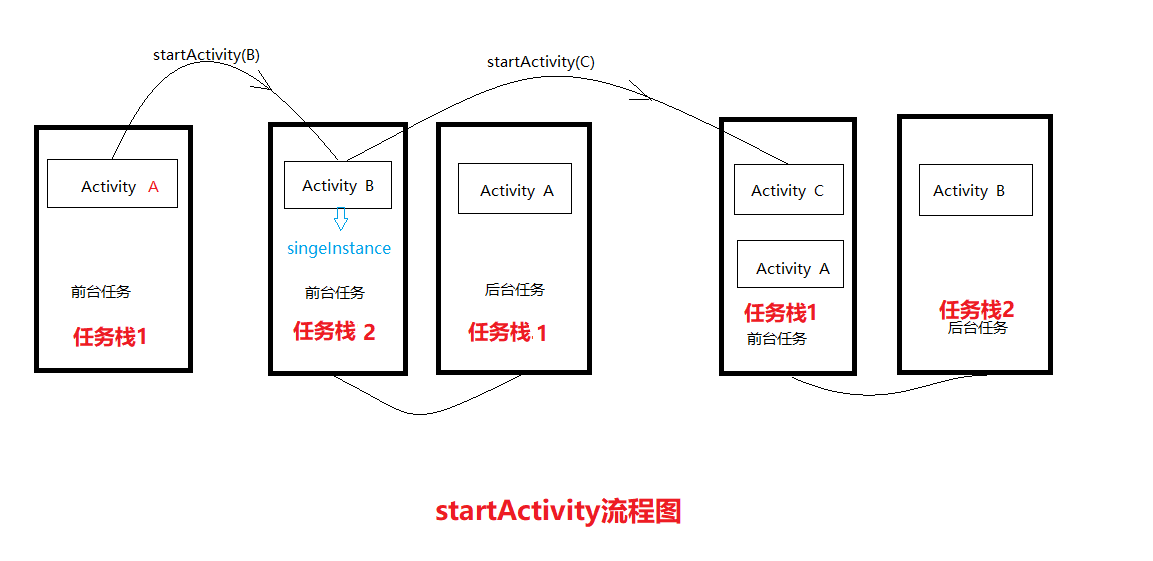 startActivity(B)
startActivity(C)
Activity A
前台任务
任务栈1
Activity B
singeInstance
前台任务
任务栈 2
Activity A
后台任务
任务栈.1
Activity C
Activity A
任务栈1
前台任务
Activity B
任务栈2
后台任务
startActivity流程图